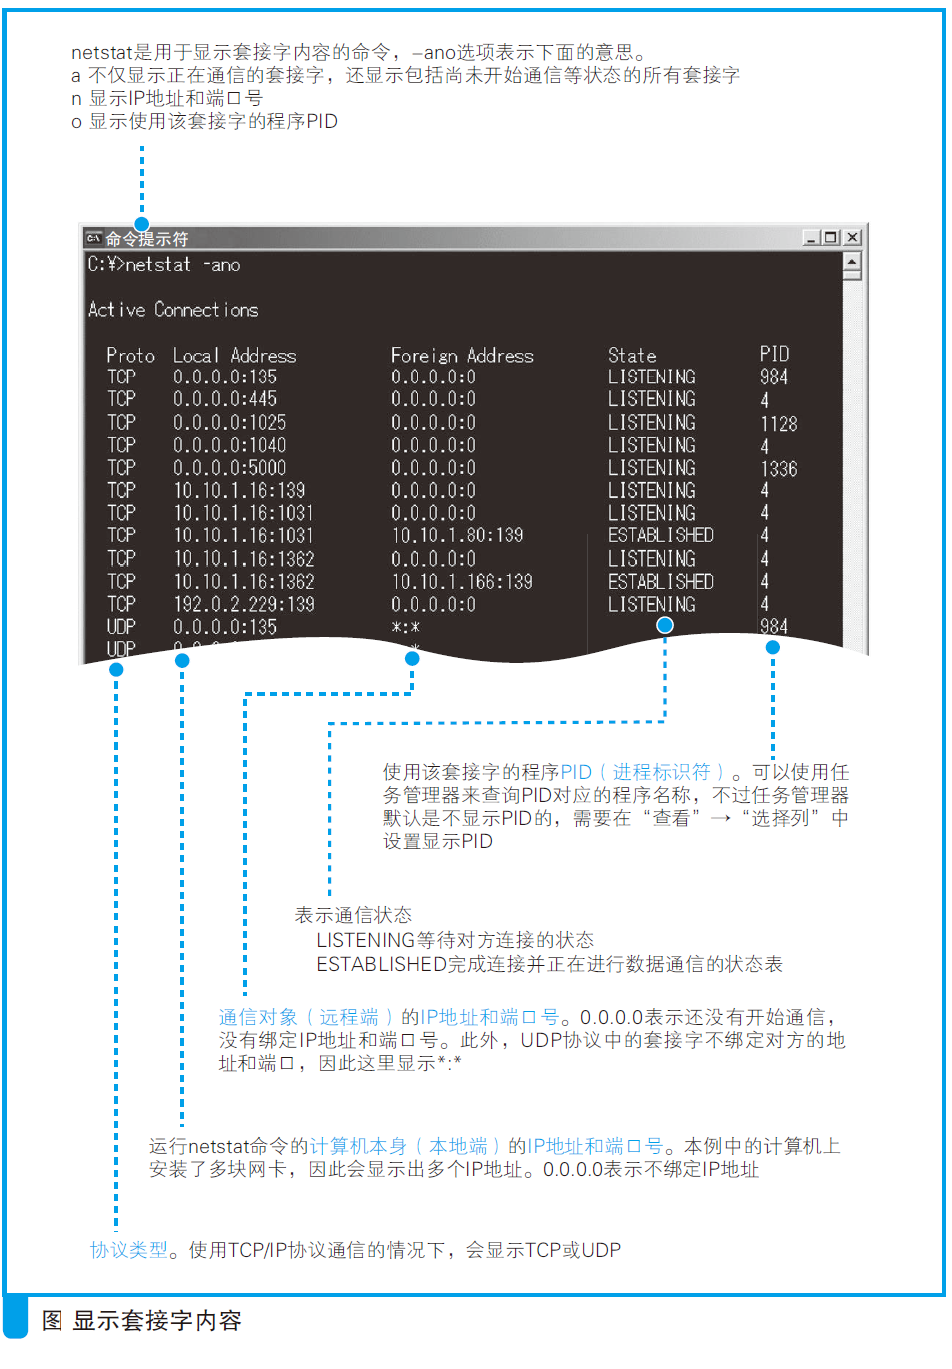 netstat是用于显示套接字内容的命令，–ano选项表示下面的意思。
a 不仅显示正在通信的套接字，还显示包括尚未开始通信等状态的所有套接字
n 显示IP地址和端口号
o 显示使用该套接字的程序PID
命令提示符
C:¥>netstat -ano
Active Connections
Proto Local Address Foreign Address State PID
TCP 0.0.0.0:135 0.0.0.0:0 LISTENING 984
TCP 0.0.0.0:445 0.0.0.0:0 LISTENING 4
TCP 0.0.0.0:1025 0.0.0.0:0 LISTENING 1128
TCP 0.0.0.0:1040 0.0.0.0:0 LISTENING 4
TCP 0.0.0.0:5000 0.0.0.0:0 LISTENING 1336
TCP 10.10.1.16:139 0.0.0.0:0 LISTENING 4
TCP 10.10.1.16:1031 0.0.0.0:0 LISTENING 4
TCP 10.10.1.16:1031 10.10.1.80:139 ESTABLISHED 4
TCP 10.10.1.16:1362 0.0.0.0:0 LISTENING 4
TCP 10.10.1.16:1362 10.10.1.166:139 ESTABLISHED 4
TCP 192.0.2.229:139 0.0.0.0:0 LISTENING 4
UDP 0.0.0.0:135 *:* 984
UDP
使用该套接字的程序PID（进程标识符）。可以使用任
务管理器来查询PID对应的程序名称，不过任务管理器
默认是不显示PID的，需要在“查看”→“选择列”中
设置显示PID
表示通信状态
LISTENING等待对方连接的状态
ESTABLISHED完成连接并正在进行数据通信的状态表
通信对象（远程端）的IP地址和端口号。0.0.0.0表示还没有开始通信，
没有绑定IP地址和端口号。此外，UDP协议中的套接字不绑定对方的地
址和端口，因此这里显示*:*
运行netstat命令的计算机本身（本地端）的IP地址和端口号。本例中的计算机上
安装了多块网卡，因此会显示出多个IP地址。0.0.0.0表示不绑定IP地址
协议类型。使用TCP/IP协议通信的情况下，会显示TCP或UDP
图 显示套接字内容